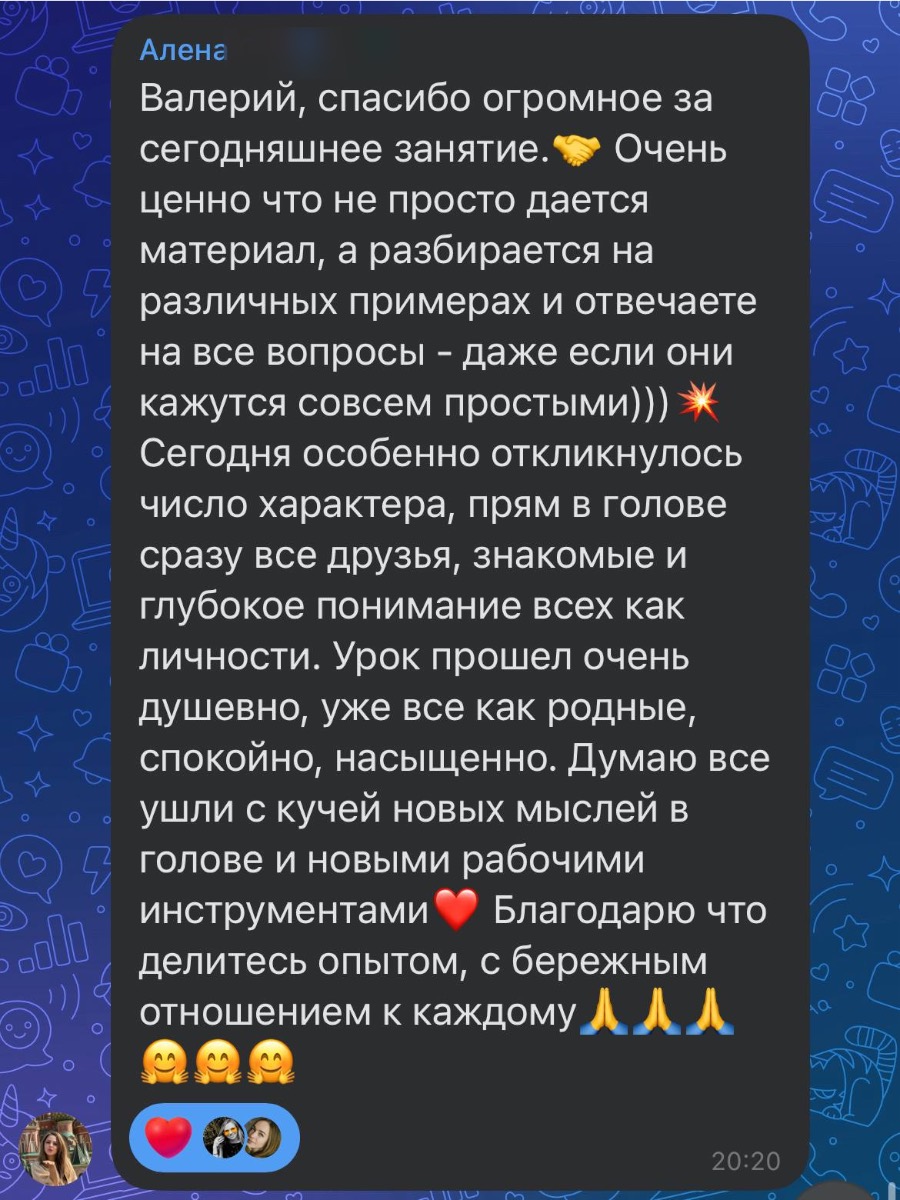 Алена
Валерий, спасибо огромное за
сегодняшнее занятие.🤝 Очень
ценно что не просто дается
материал, а разбирается на
различных примерах и отвечаете
на все вопросы - даже если они
кажутся совсем простыми)))💥
Сегодня особенно откликнулось
число характера, прям в голове
сразу все друзья, знакомые и
глубокое понимание всех как
личности. Урок прошел очень
душевно, уже все как родные,
спокойно, насыщенно. Думаю все
ушли с кучей новых мыслей в
голове и новыми рабочими
инструментами❤️ Благодарю что
делитесь опытом, с бережным
отношением к каждому🙏🙏🙏
🤗🤗🤗
20:20